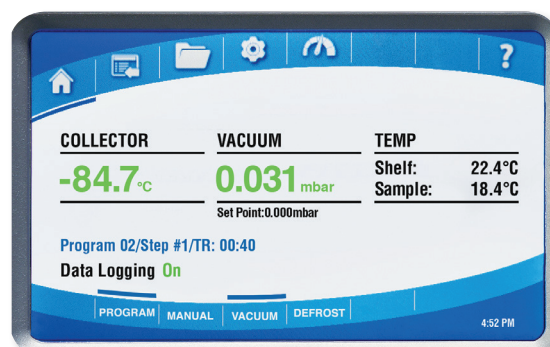 ?
COLLECTOR
-84.7°C
VACUUM
0.031 mbar
Set Point:0.000mbar
TEMP
Shelf: 22.4°C
Sample: 18.4°C
Program 02/Step #1/TR: 00:40
Data Logging On
PROGRAM MANUAL VACUUM DEFROST
4:52 PM